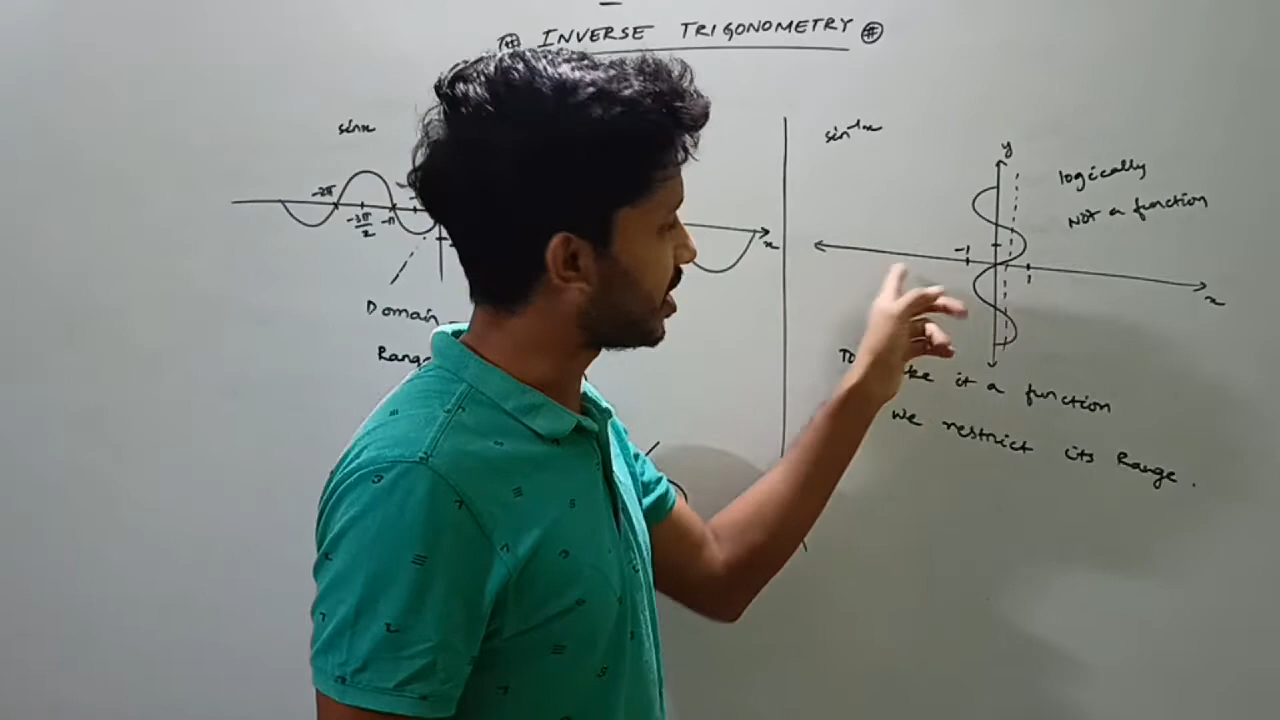 # INVERSE TRIGONOMETRY #
sinx
-2π
-3π/2
-π
x
Domain
Range
sin⁻¹x
y
-1
x
logically
Not a function
it a function
we restrict its Range.